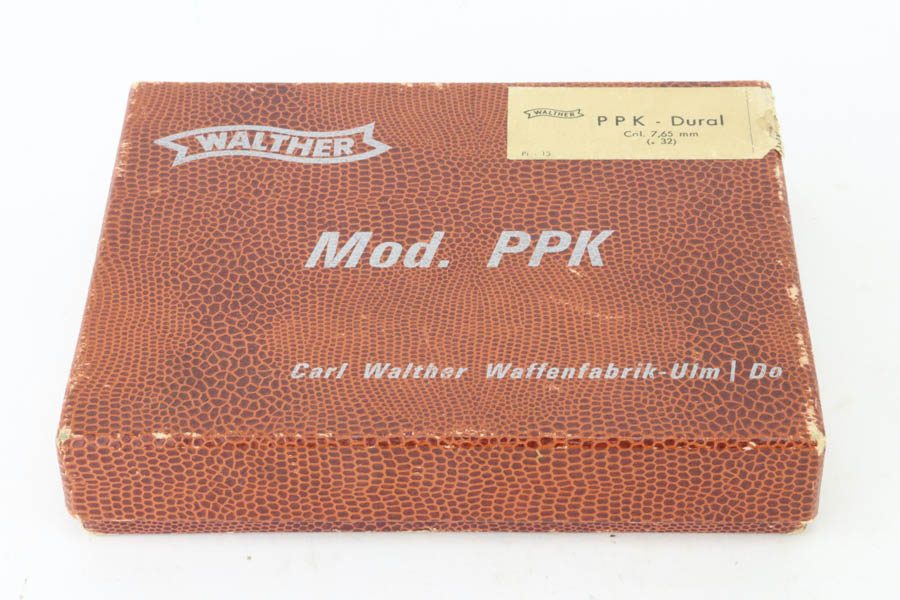 WALTHER
WALTHER
PPK - Dural
Cal. 7,65 mm
(. 32)
Pi - 13
Mod. PPK
Carl Walther Waffenfabrik-Ulm | Do